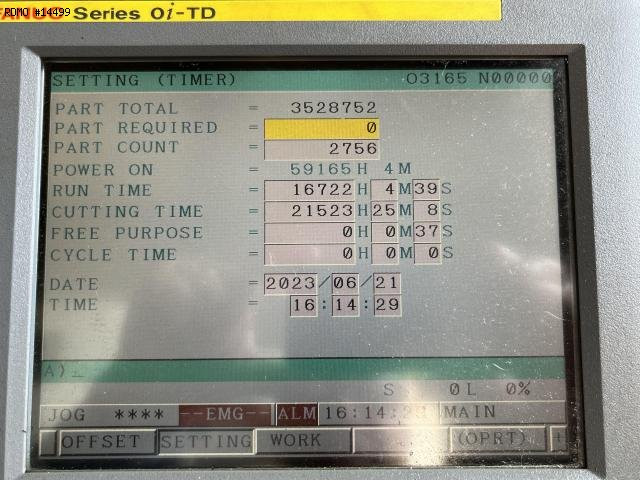 PDMJ #14499
FANUC Series 0i-TD
SETTING (TIMER) O3165 N00000
PART TOTAL = 3528752
PART REQUIRED = 0
PART COUNT = 2756
POWER ON = 59165H 4M
RUN TIME = 16722H 4M39S
CUTTING TIME = 21523H25M 8S
FREE PURPOSE = 0H 0M37S
CYCLE TIME = 0H 0M 0S
DATE = 2023/06/21
TIME = 16:14:29
A)_
S 0L 0%
JOG **** --EMG-- ALM 16:14:29 MAIN
OFFSET SETTING WORK (OPRT) +